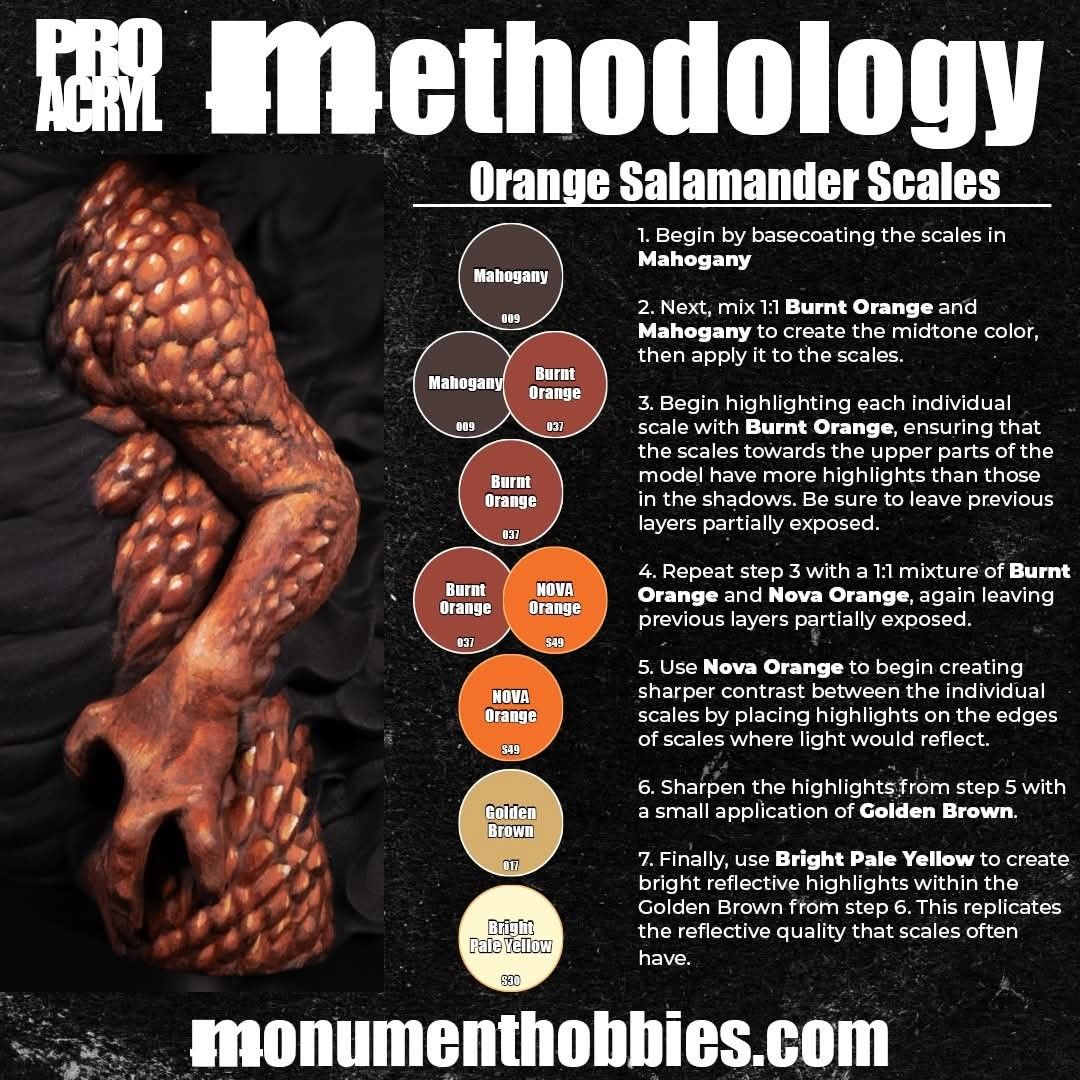 PRO
ACRYL
Methodology
Orange Salamander Scales
Mahogany
009
Mahogany
009
Burnt
Orange
037
Burnt
Orange
037
Burnt
Orange
037
NOVA
Orange
S49
NOVA
Orange
S49
Golden
Brown
017
Bright
Pale Yellow
S30
1. Begin by basecoating the scales in
Mahogany
2. Next, mix 1:1 Burnt Orange and
Mahogany to create the midtone color,
then apply it to the scales.
3. Begin highlighting each individual
scale with Burnt Orange, ensuring that
the scales towards the upper parts of the
model have more highlights than those
in the shadows. Be sure to leave previous
layers partially exposed.
4. Repeat step 3 with a 1:1 mixture of Burnt
Orange and Nova Orange, again leaving
previous layers partially exposed.
5. Use Nova Orange to begin creating
sharper contrast between the individual
scales by placing highlights on the edges
of scales where light would reflect.
6. Sharpen the highlights from step 5 with
a small application of Golden Brown.
7. Finally, use Bright Pale Yellow to create
bright reflective highlights within the
Golden Brown from step 6. This replicates
the reflective quality that scales often
have.
monumenthobbies.com